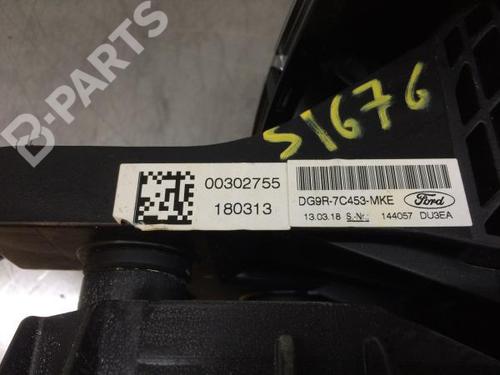 B-PARTS
S1676
00302755
180313
DG9R-7C453-MKE
Ford
13.03.18 S.-Nr.: 144057 DU3EA